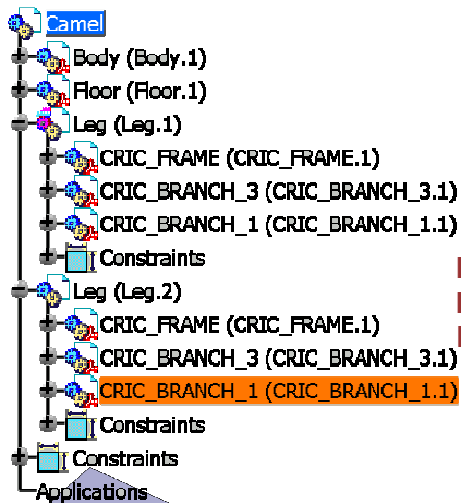 Camel
Body (Body.1)
Floor (Floor.1)
Leg (Leg.1)
CRIC_FRAME (CRIC_FRAME.1)
CRIC_BRANCH_3 (CRIC_BRANCH_3.1)
CRIC_BRANCH_1 (CRIC_BRANCH_1.1)
Constraints
Leg (Leg.2)
CRIC_FRAME (CRIC_FRAME.1)
CRIC_BRANCH_3 (CRIC_BRANCH_3.1)
CRIC_BRANCH_1 (CRIC_BRANCH_1.1)
Constraints
Constraints
Applications